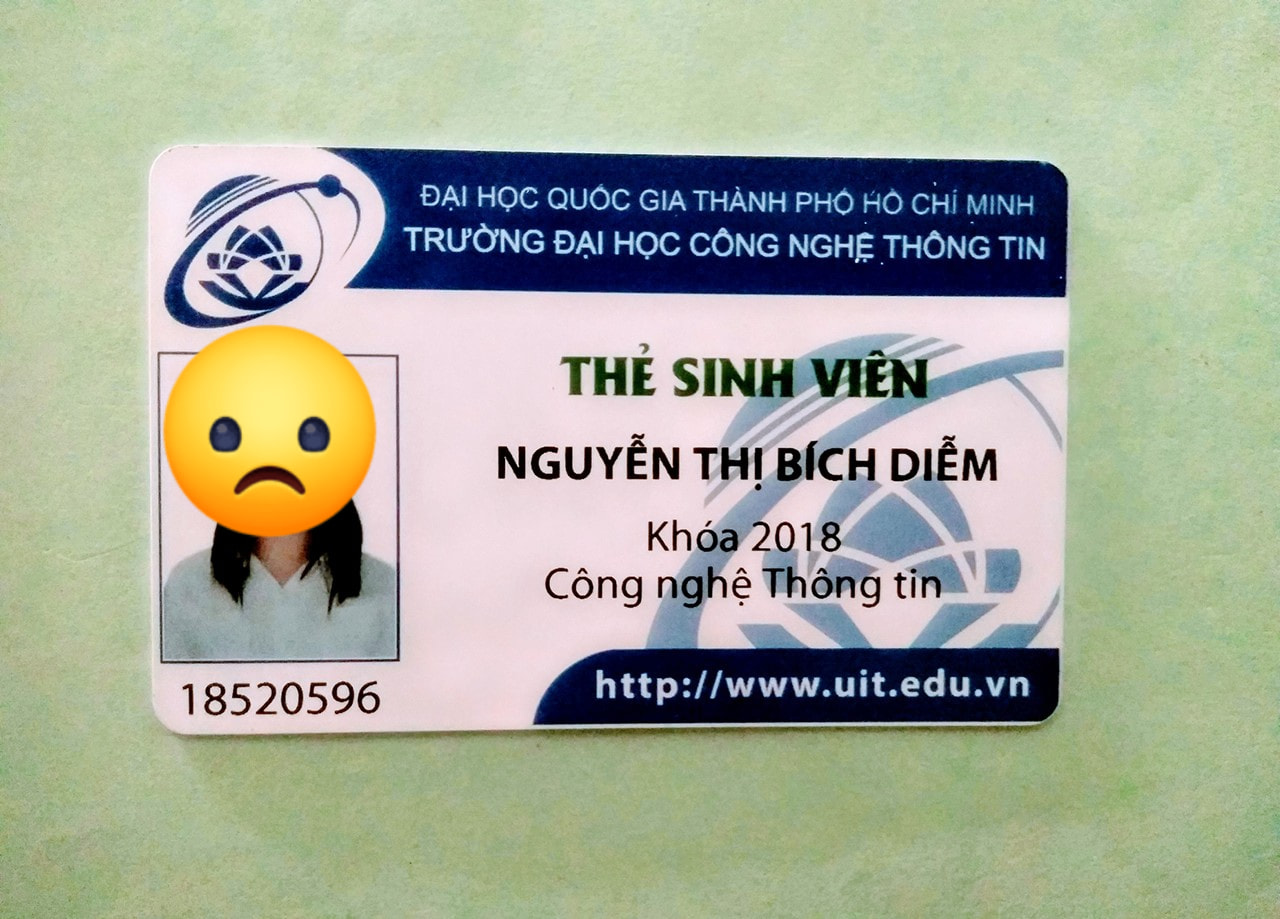 ĐẠI HỌC QUỐC GIA THÀNH PHỐ HỒ CHÍ MINH
TRƯỜNG ĐẠI HỌC CÔNG NGHỆ THÔNG TIN
THẺ SINH VIÊN
NGUYỄN THỊ BÍCH DIỄM
Khóa 2018
Công nghệ Thông tin
18520596
http://www.uit.edu.vn